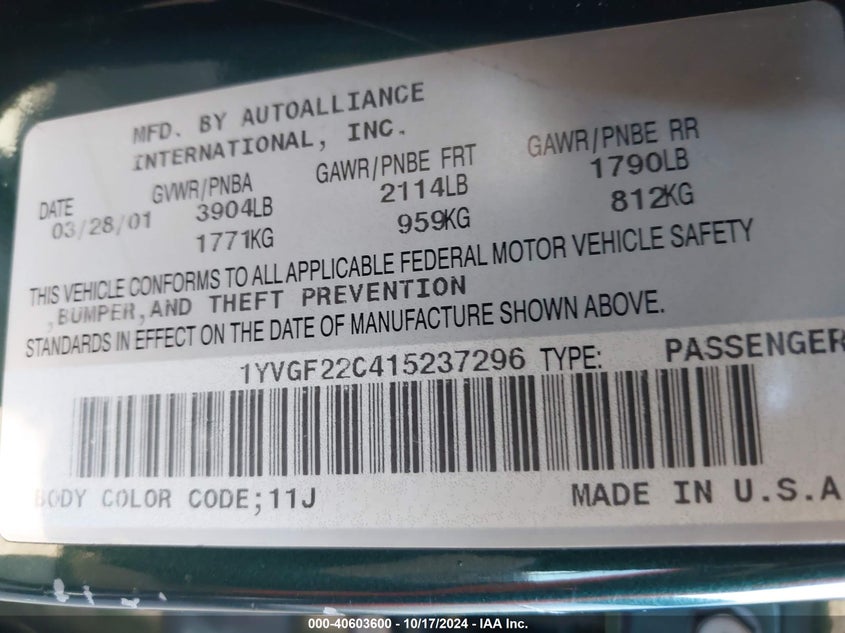 MFD. BY AUTOALLIANCE
INTERNATIONAL, INC.
DATE GVWR/PNBA GAWR/PNBE FRT GAWR/PNBE RR
03/28/01 3904LB 2114LB 1790LB
1771KG 959KG 812KG
THIS VEHICLE CONFORMS TO ALL APPLICABLE FEDERAL MOTOR VEHICLE SAFETY
,BUMPER,AND THEFT PREVENTION
STANDARDS IN EFFECT ON THE DATE OF MANUFACTURE SHOWN ABOVE.
1YVGF22C415237296 TYPE: PASSENGER
BODY COLOR CODE;11J MADE IN U.S.A
000-40603600 - 10/17/2024 - IAA Inc.